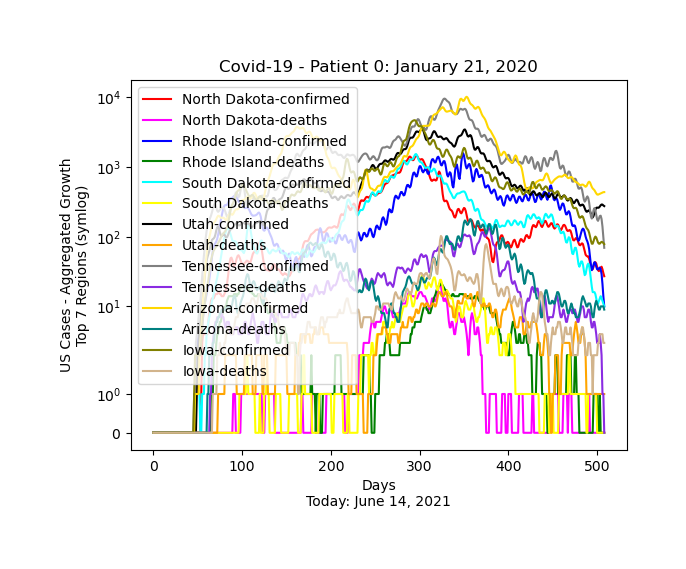 Covid-19 - Patient 0: January 21, 2020
US Cases - Aggregated Growth
Top 7 Regions (symlog)
10⁴
10³
10²
10¹
10⁰
0
North Dakota-confirmed
North Dakota-deaths
Rhode Island-confirmed
Rhode Island-deaths
South Dakota-confirmed
South Dakota-deaths
Utah-confirmed
Utah-deaths
Tennessee-confirmed
Tennessee-deaths
Arizona-confirmed
Arizona-deaths
Iowa-confirmed
Iowa-deaths
0 100 200 300 400 500
Days
Today: June 14, 2021